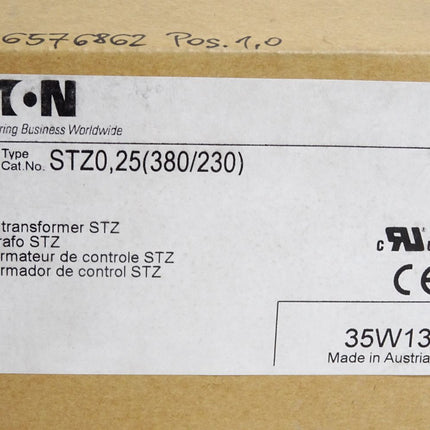 6576862 Pos. 1,0
T•N
ring Business Worldwide
Type
Cat.No. STZ0,25(380/230)
transformer STZ
rafo STZ
rmateur de controle STZ
rmador de control STZ
c RU
CE
35W13
Made in Austria